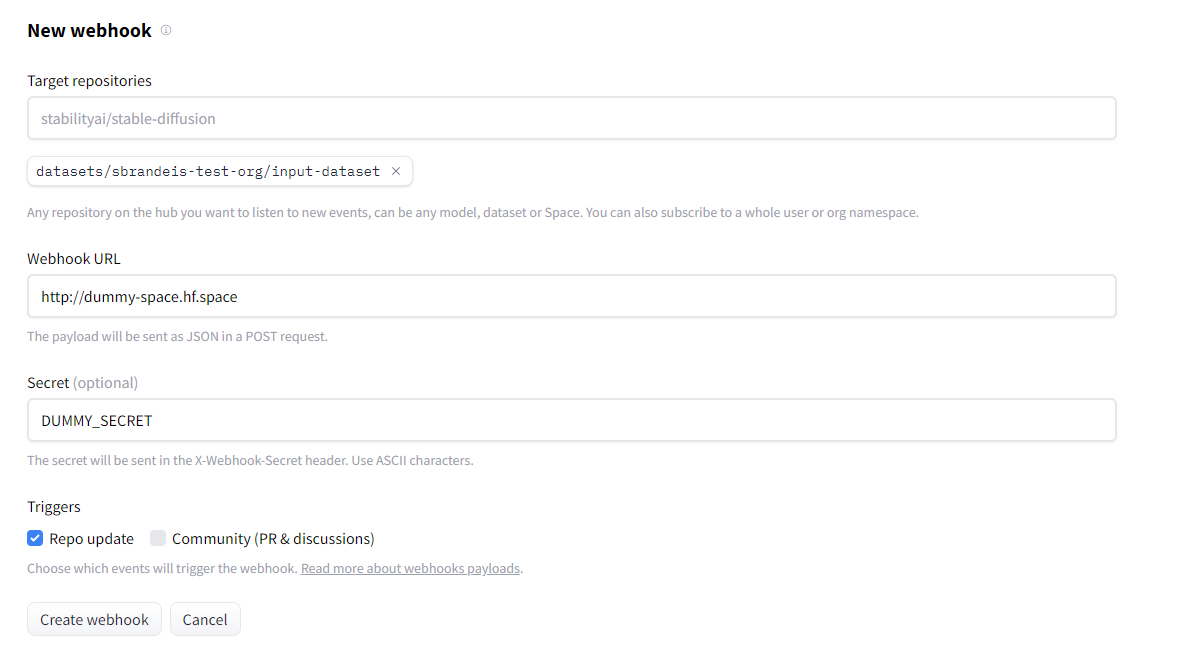 New webhook
Target repositories
stabilityai/stable-diffusion
datasets/sbrandeis-test-org/input-dataset ×
Any repository on the hub you want to listen to new events, can be any model, dataset or Space. You can also subscribe to a whole user or org namespace.
Webhook URL
http://dummy-space.hf.space
The payload will be sent as JSON in a POST request.
Secret (optional)
DUMMY_SECRET
The secret will be sent in the X-Webhook-Secret header. Use ASCII characters.
Triggers
Repo update Community (PR & discussions)
Choose which events will trigger the webhook. Read more about webhooks payloads.
Create webhook Cancel